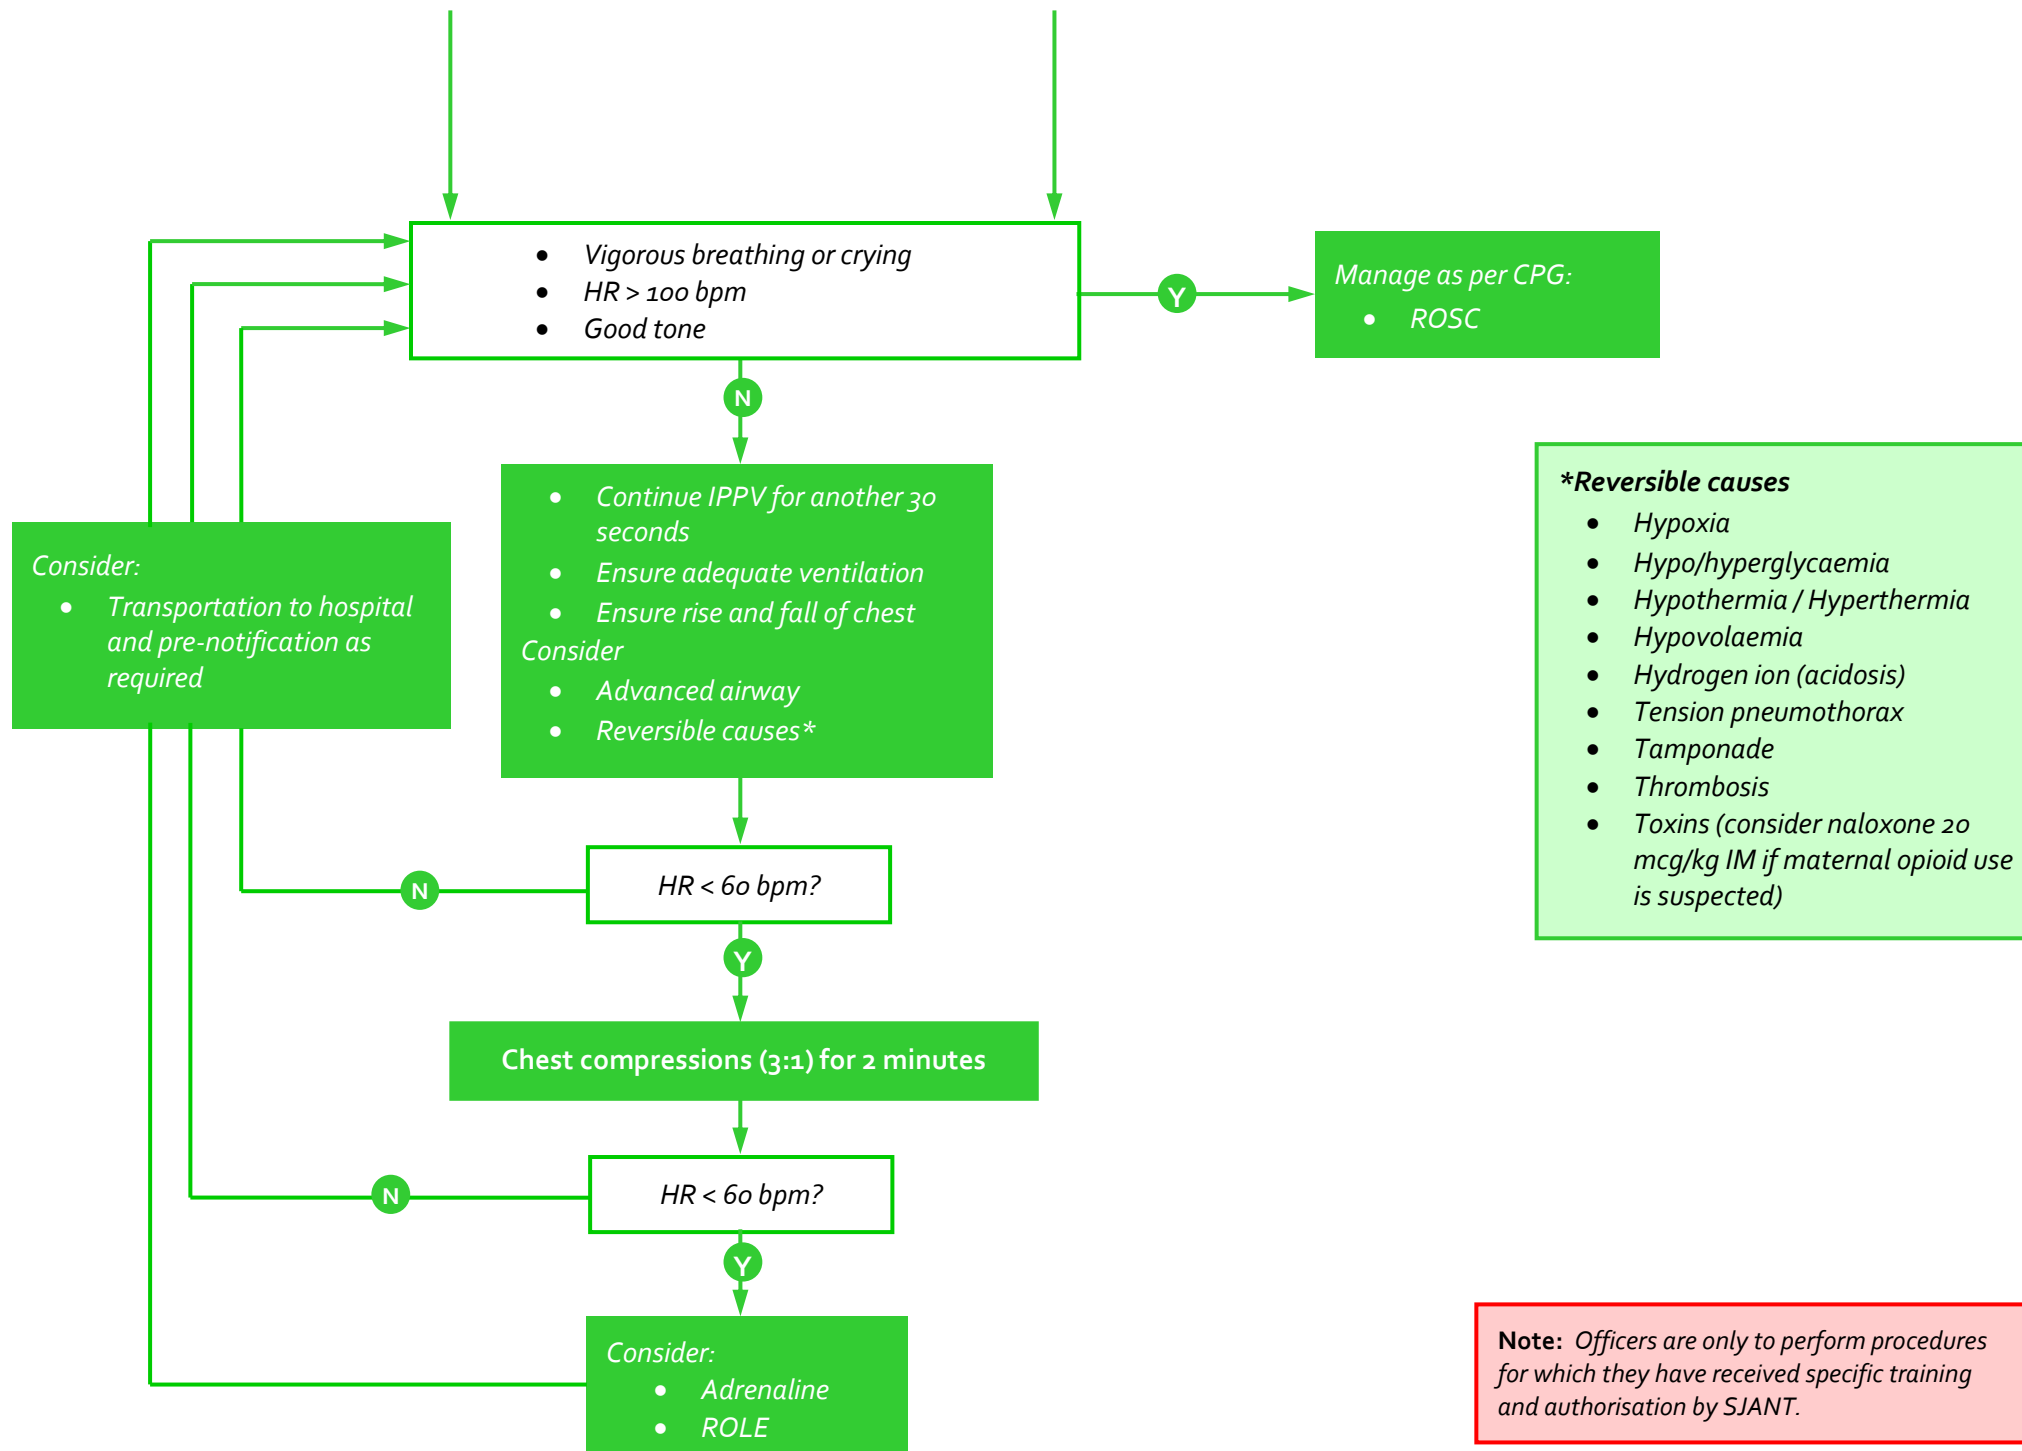 • Vigorous breathing or crying
• HR > 100 bpm
• Good tone
Y
Manage as per CPG:
• ROSC
N
• Continue IPPV for another 30
seconds
• Ensure adequate ventilation
• Ensure rise and fall of chest
Consider
• Advanced airway
• Reversible causes*
Consider:
• Transportation to hospital
and pre-notification as
required
*Reversible causes
• Hypoxia
• Hypo/hyperglycaemia
• Hypothermia / Hyperthermia
• Hypovolaemia
• Hydrogen ion (acidosis)
• Tension pneumothorax
• Tamponade
• Thrombosis
• Toxins (consider naloxone 20
mcg/kg IM if maternal opioid use
is suspected)
HR < 60 bpm?
N
Y
Chest compressions (3:1) for 2 minutes
HR < 60 bpm?
N
Y
Consider:
• Adrenaline
• ROLE
Note: Officers are only to perform procedures
for which they have received specific training
and authorisation by SJANT.